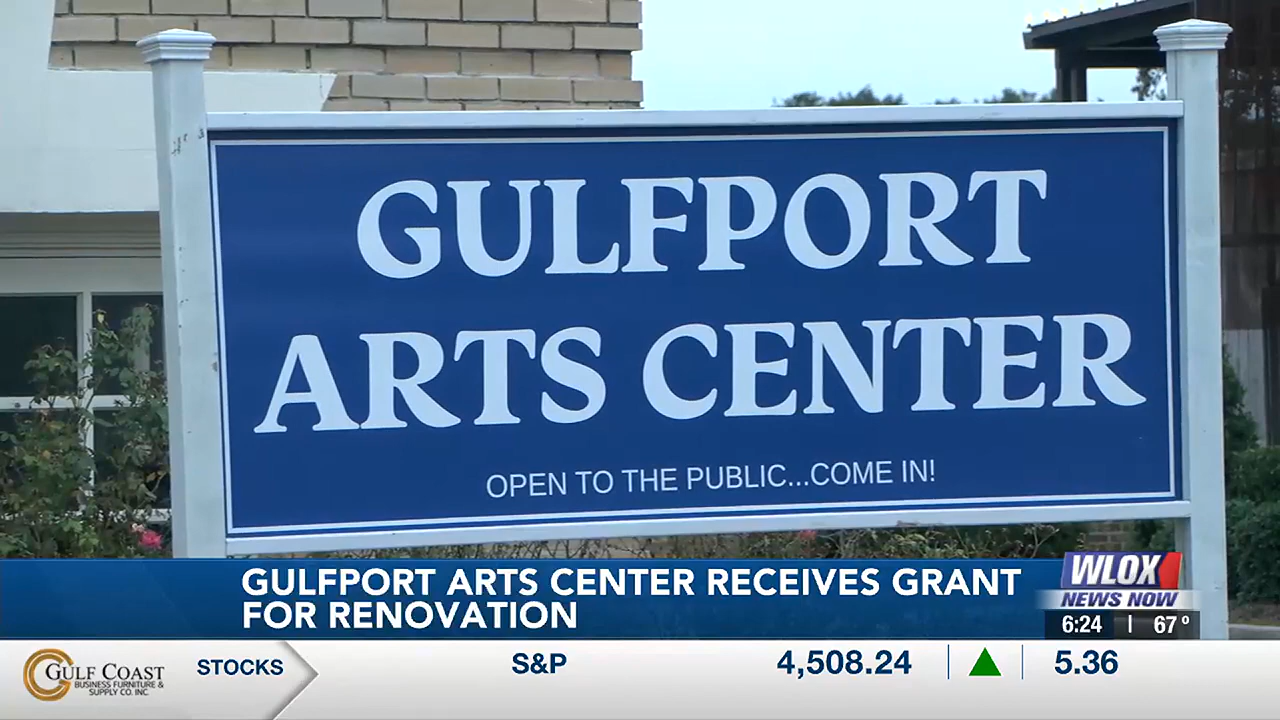 GULFPORT
ARTS CENTER
OPEN TO THE PUBLIC...COME IN!
GULFPORT ARTS CENTER RECEIVES GRANT
FOR RENOVATION
WLOX
NEWS NOW
6:24 | 67°
GULF COAST
BUSINESS FURNITURE &
SUPPLY CO. INC
STOCKS
S&P 4,508.24 5.36